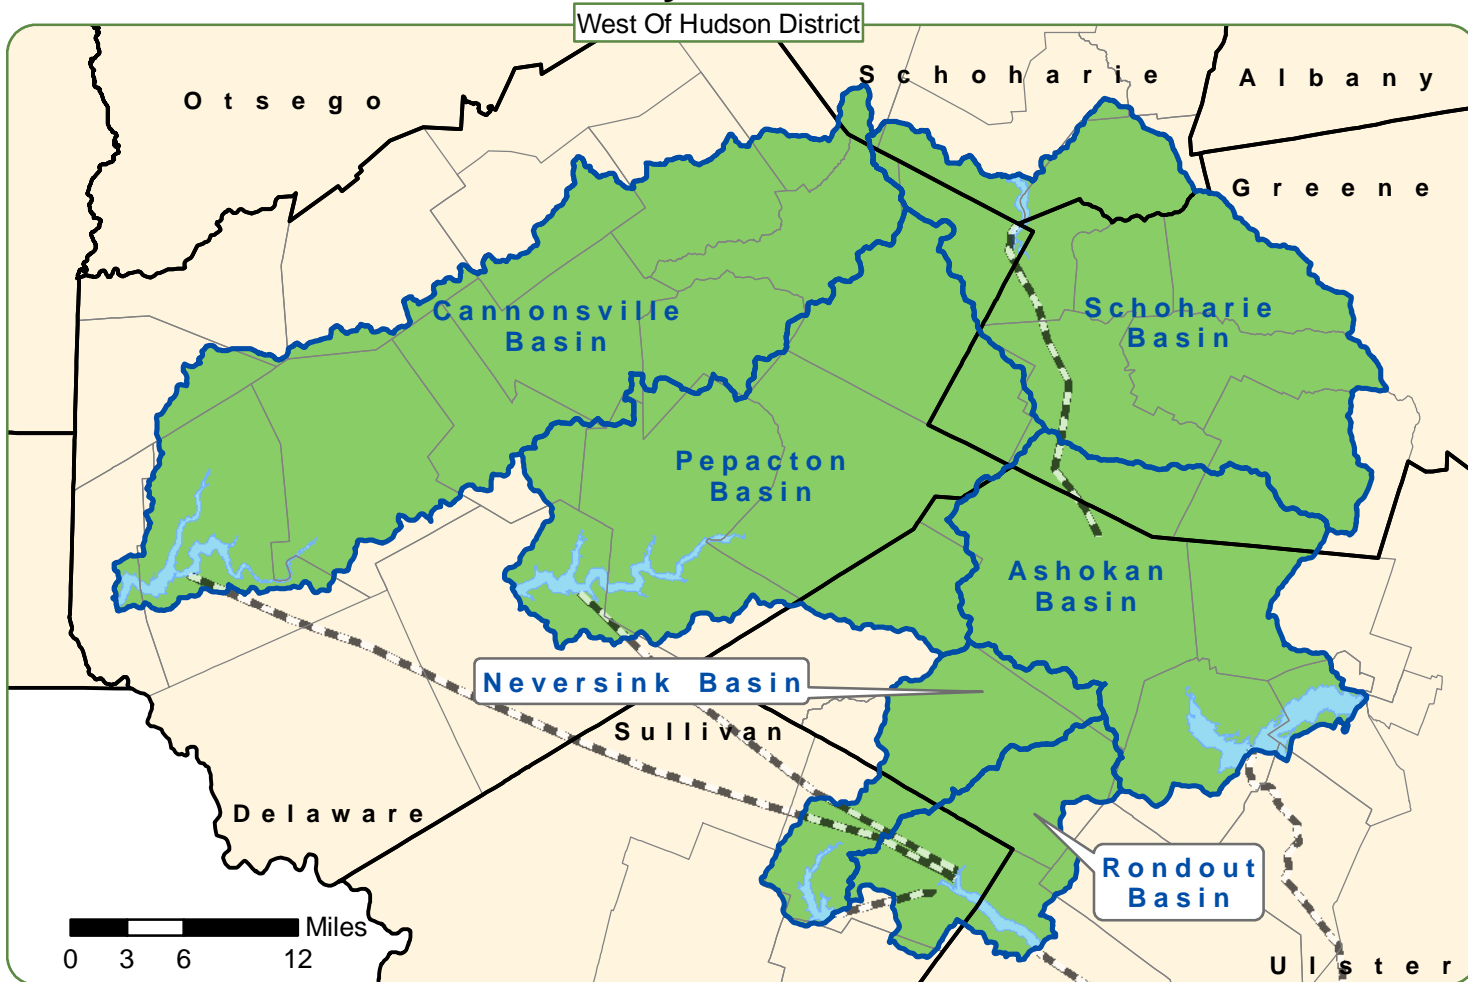 West Of Hudson District
Schoharie
Albany
Otsego
Greene
Cannonsville
Basin
Schoharie
Basin
Pepacton
Basin
Ashokan
Basin
Neversink Basin
Sullivan
Delaware
Rondout
Basin
Miles
0 3 6 12
Ulster